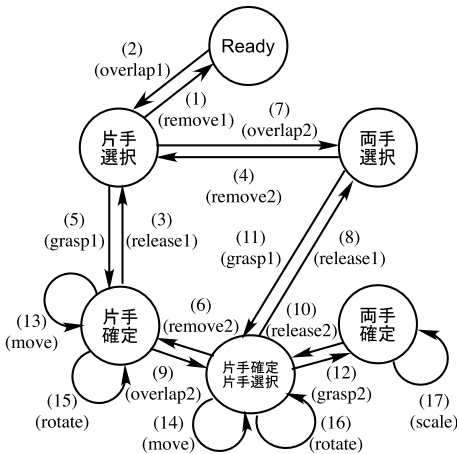 Ready
(2)
(overlap1)
(1)
(remove1)
片手
選択
(7)
(overlap2)
両手
選択
(4)
(remove2)
(5)
(grasp1)
(3)
(release1)
(11)
(grasp1)
(8)
(release1)
(13)
(move)
片手
確定
(6)
(remove2)
(10)
(release2)
両手
確定
(15)
(rotate)
(9)
(overlap2)
片手確定
片手選択
(12)
(grasp2)
(17)
(scale)
(14)
(move)
(16)
(rotate)